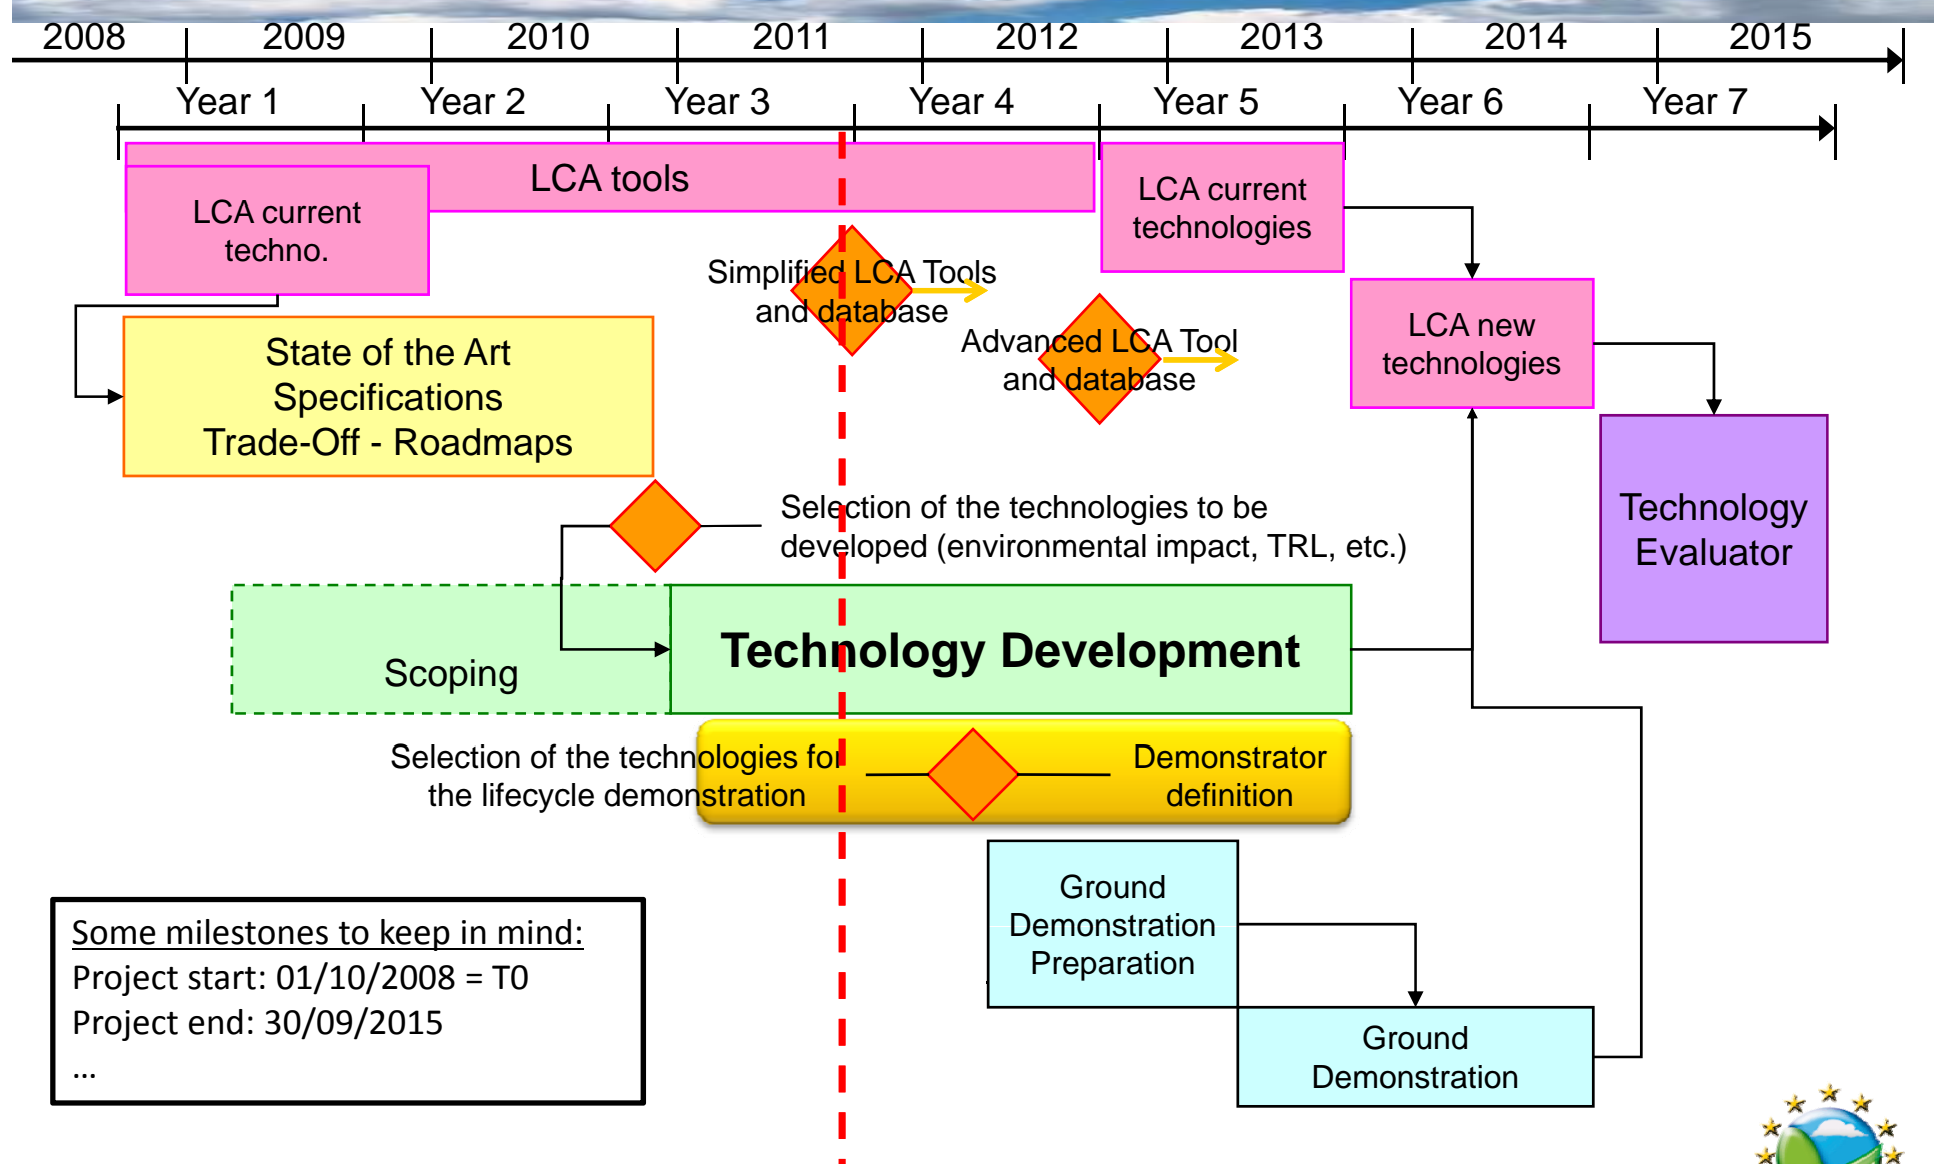 2008 2009 2010 2011 2012 2013 2014 2015
Year 1 Year 2 Year 3 Year 4 Year 5 Year 6 Year 7
LCA tools
LCA current
techno.
LCA current
technologies
Simplified LCA Tools
and database
Advanced LCA Tool
and database
LCA new
technologies
State of the Art
Specifications
Trade-Off - Roadmaps
Selection of the technologies to be
developed (environmental impact, TRL, etc.)
Technology
Evaluator
Scoping
Technology Development
Selection of the technologies for
the lifecycle demonstration
Demonstrator
definition
Ground
Demonstration
Preparation
Ground
Demonstration
Some milestones to keep in mind:
Project start: 01/10/2008 = T0
Project end: 30/09/2015
...